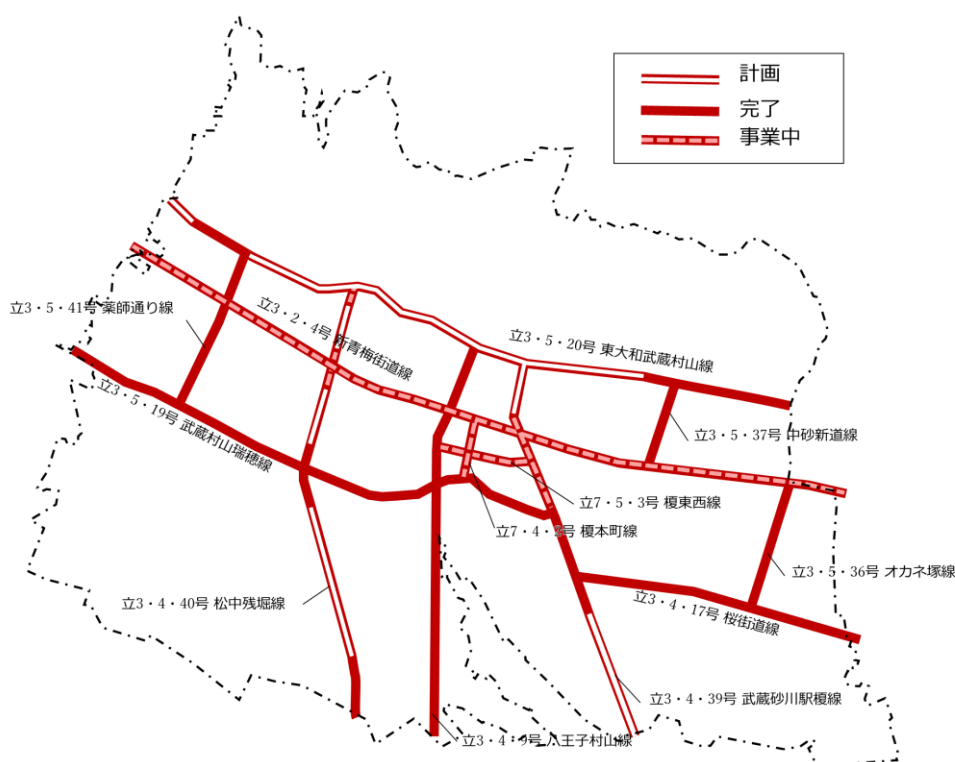 計画
完了
事業中
立3・5・41号 薬師通り線
立3・2・4号 新青梅街道線
立3・5・20号 東大和武蔵村山線
立3・5・19号 武蔵村山瑞穂線
立3・5・37号 中砂新道線
立7・5・3号 榎東西線
立7・4・2号 榎本町線
立3・5・36号 オカネ塚線
立3・4・40号 松中残堀線
立3・4・17号 桜街道線
立3・4・39号 武蔵砂川駅榎線
立3・4・9号 八王子村山線